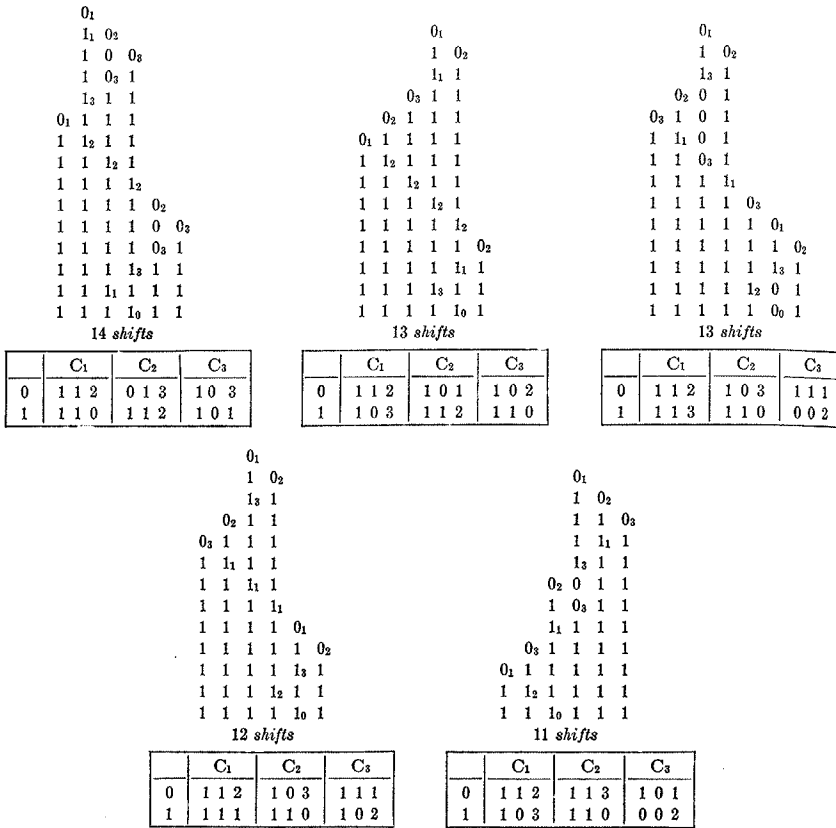 0₁
1₁ 0₂
1 0 0₃
1 0₃ 1
1₃ 1 1
0₁ 1 1 1
1 1₂ 1 1
1 1 1₂ 1
1 1 1 1₂
1 1 1 1 0₂
1 1 1 1 0 0₃
1 1 1 1 0₃ 1
1 1 1 1₃ 1 1
1 1 1₁ 1 1 1
1 1 1 1₀ 1 1
14 shifts
C₁ C₂ C₃
0 1 1 2 0 1 3 1 0 3
1 1 1 0 1 1 2 1 0 1
0₁
1 0₂
1₁ 1
0₃ 1 1
0₂ 1 1 1
0₁ 1 1 1 1
1 1₂ 1 1 1
1 1 1₂ 1 1
1 1 1 1₂ 1
1 1 1 1 1₂
1 1 1 1 1 0₂
1 1 1 1 1₁ 1
1 1 1 1₃ 1 1
1 1 1 1 1₀ 1
13 shifts
C₁ C₂ C₃
0 1 1 2 1 0 1 1 0 2
1 1 0 3 1 1 2 1 1 0
0₁
1 0₂
1₃ 1
0₂ 0 1
0₃ 1 0 1
1 1₁ 0 1
1 1 0₃ 1
1 1 1 1₁
1 1 1 1 0₃
1 1 1 1 1 0₁
1 1 1 1 1 1 0₂
1 1 1 1 1 1₃ 1
1 1 1 1 1₂ 0 1
1 1 1 1 1 0₀ 1
13 shifts
C₁ C₂ C₃
0 1 1 2 1 0 3 1 1 1
1 1 1 3 1 1 0 0 0 2
0₁
1 0₂
1₃ 1
0₂ 1 1
0₃ 1 1 1
1 1₁ 1 1
1 1 1₁ 1
1 1 1 1₁
1 1 1 1 0₁
1 1 1 1 1 0₂
1 1 1 1 1₃ 1
1 1 1 1₂ 1 1
1 1 1 1 1₀ 1
12 shifts
C₁ C₂ C₃
0 1 1 2 1 0 3 1 1 1
1 1 1 1 1 1 0 1 0 2
0₁
1 0₂
1 1 0₃
1 1₁ 1
1₃ 1 1
0₂ 0 1 1
1 0₃ 1 1
1₁ 1 1 1
0₃ 1 1 1 1
0₁ 1 1 1 1 1
1 1₂ 1 1 1 1
1 1 1₀ 1 1 1
11 shifts
C₁ C₂ C₃
0 1 1 2 1 1 3 1 0 1
1 1 0 3 1 1 0 0 0 2